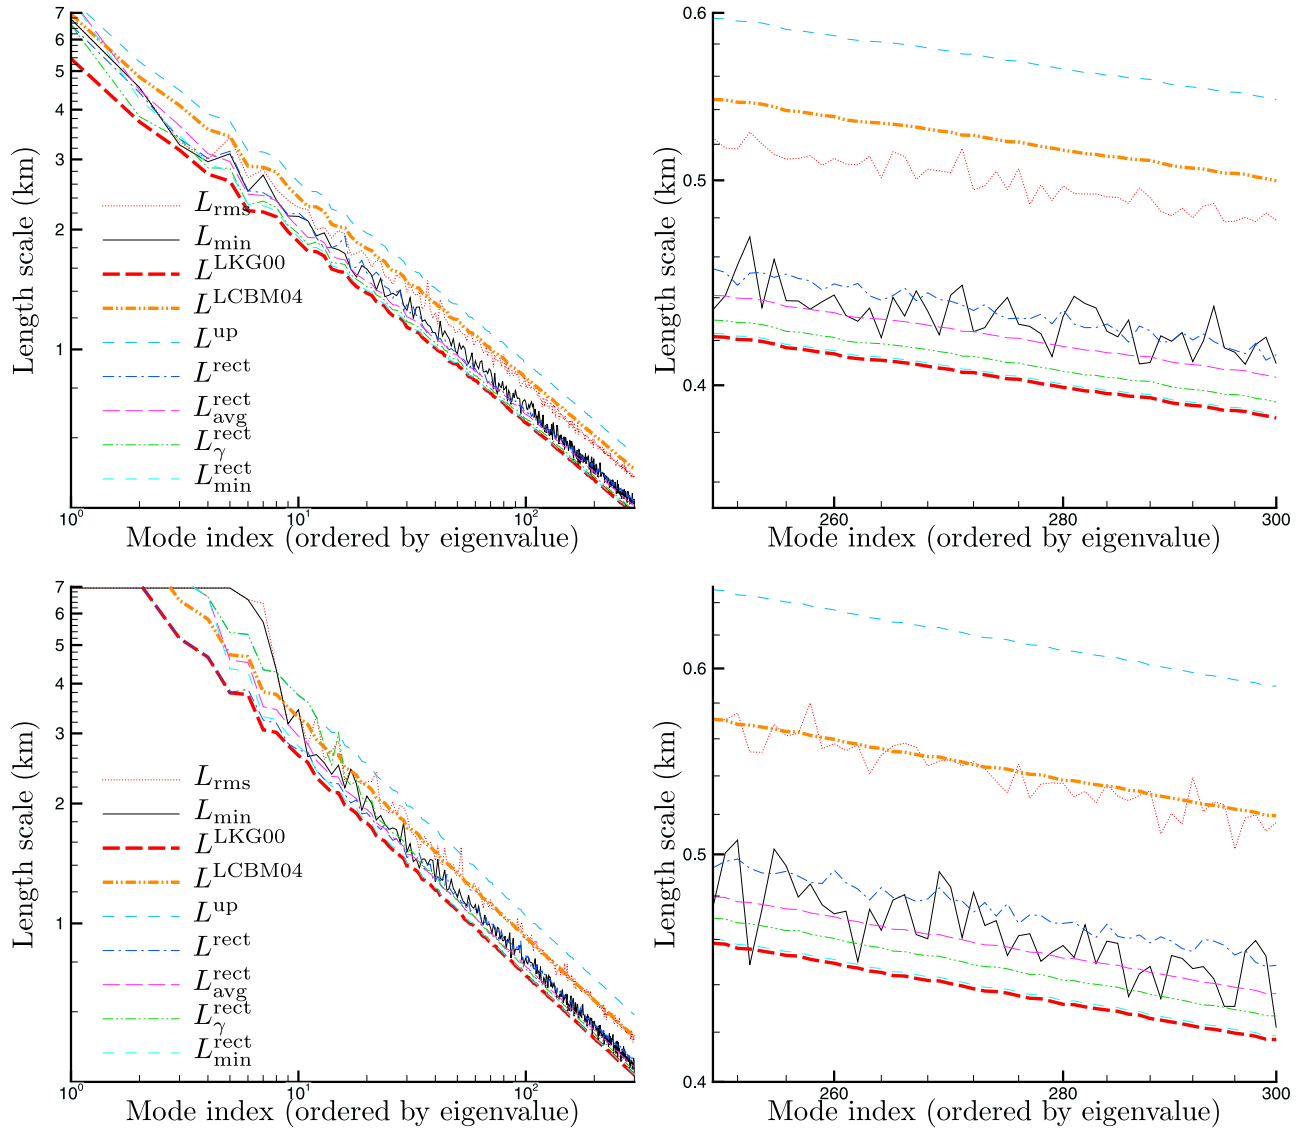 7
6
5
4
3
2
1
Length scale (km)
L_rms
L_min
L^LKG00
L^LCBM04
L^up
L^rect
L^rect_avg
L^rect_γ
L^rect_min
10^0
10^1
10^2
Mode index (ordered by eigenvalue)
0.6
0.5
0.4
Length scale (km)
260
280
300
Mode index (ordered by eigenvalue)
7
6
5
4
3
2
1
Length scale (km)
L_rms
L_min
L^LKG00
L^LCBM04
L^up
L^rect
L^rect_avg
L^rect_γ
L^rect_min
10^0
10^1
10^2
Mode index (ordered by eigenvalue)
0.6
0.5
0.4
Length scale (km)
260
280
300
Mode index (ordered by eigenvalue)